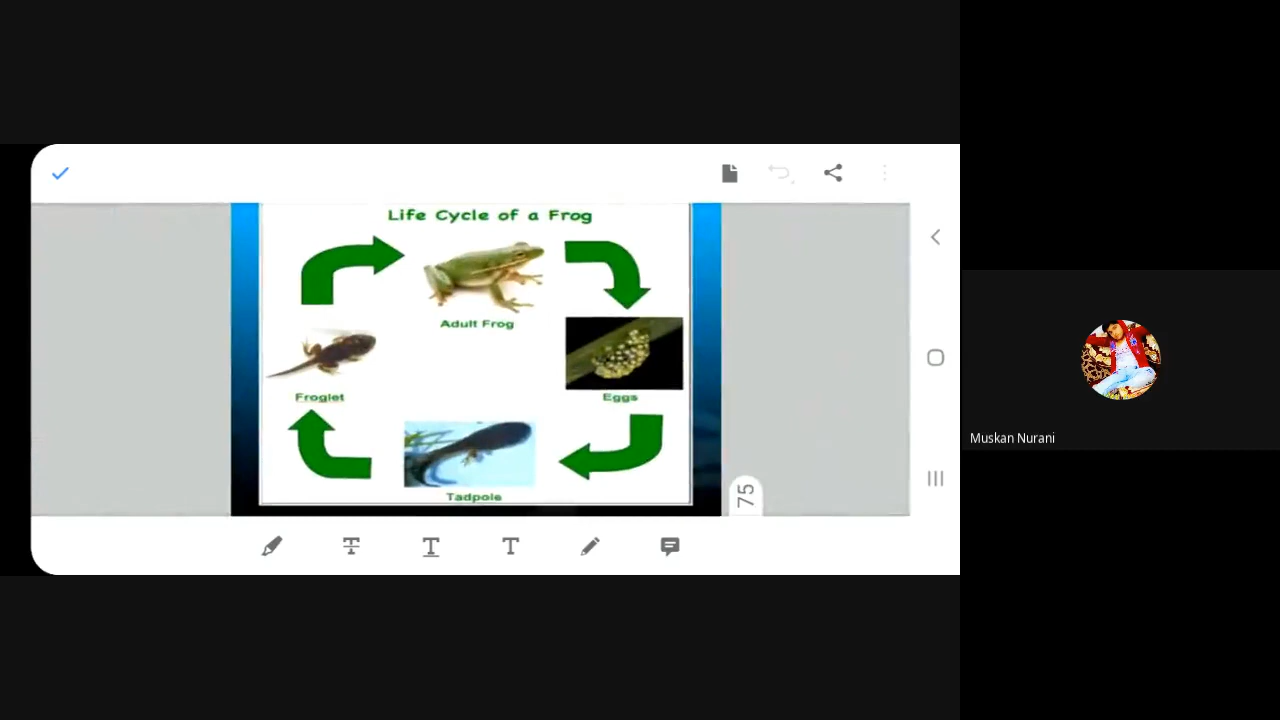 Life Cycle of a Frog
Adult Frog
Froglet
Eggs
Tadpole
75
Muskan Nurani